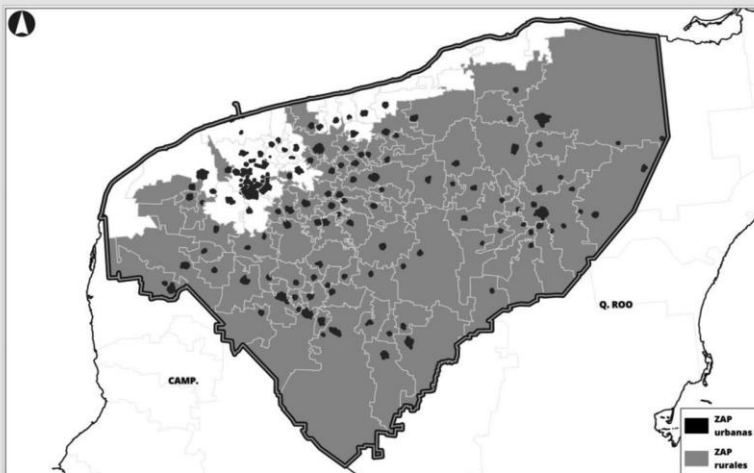 Q. ROO
CAMP.
ZAP
urbanas
ZAP
rurales